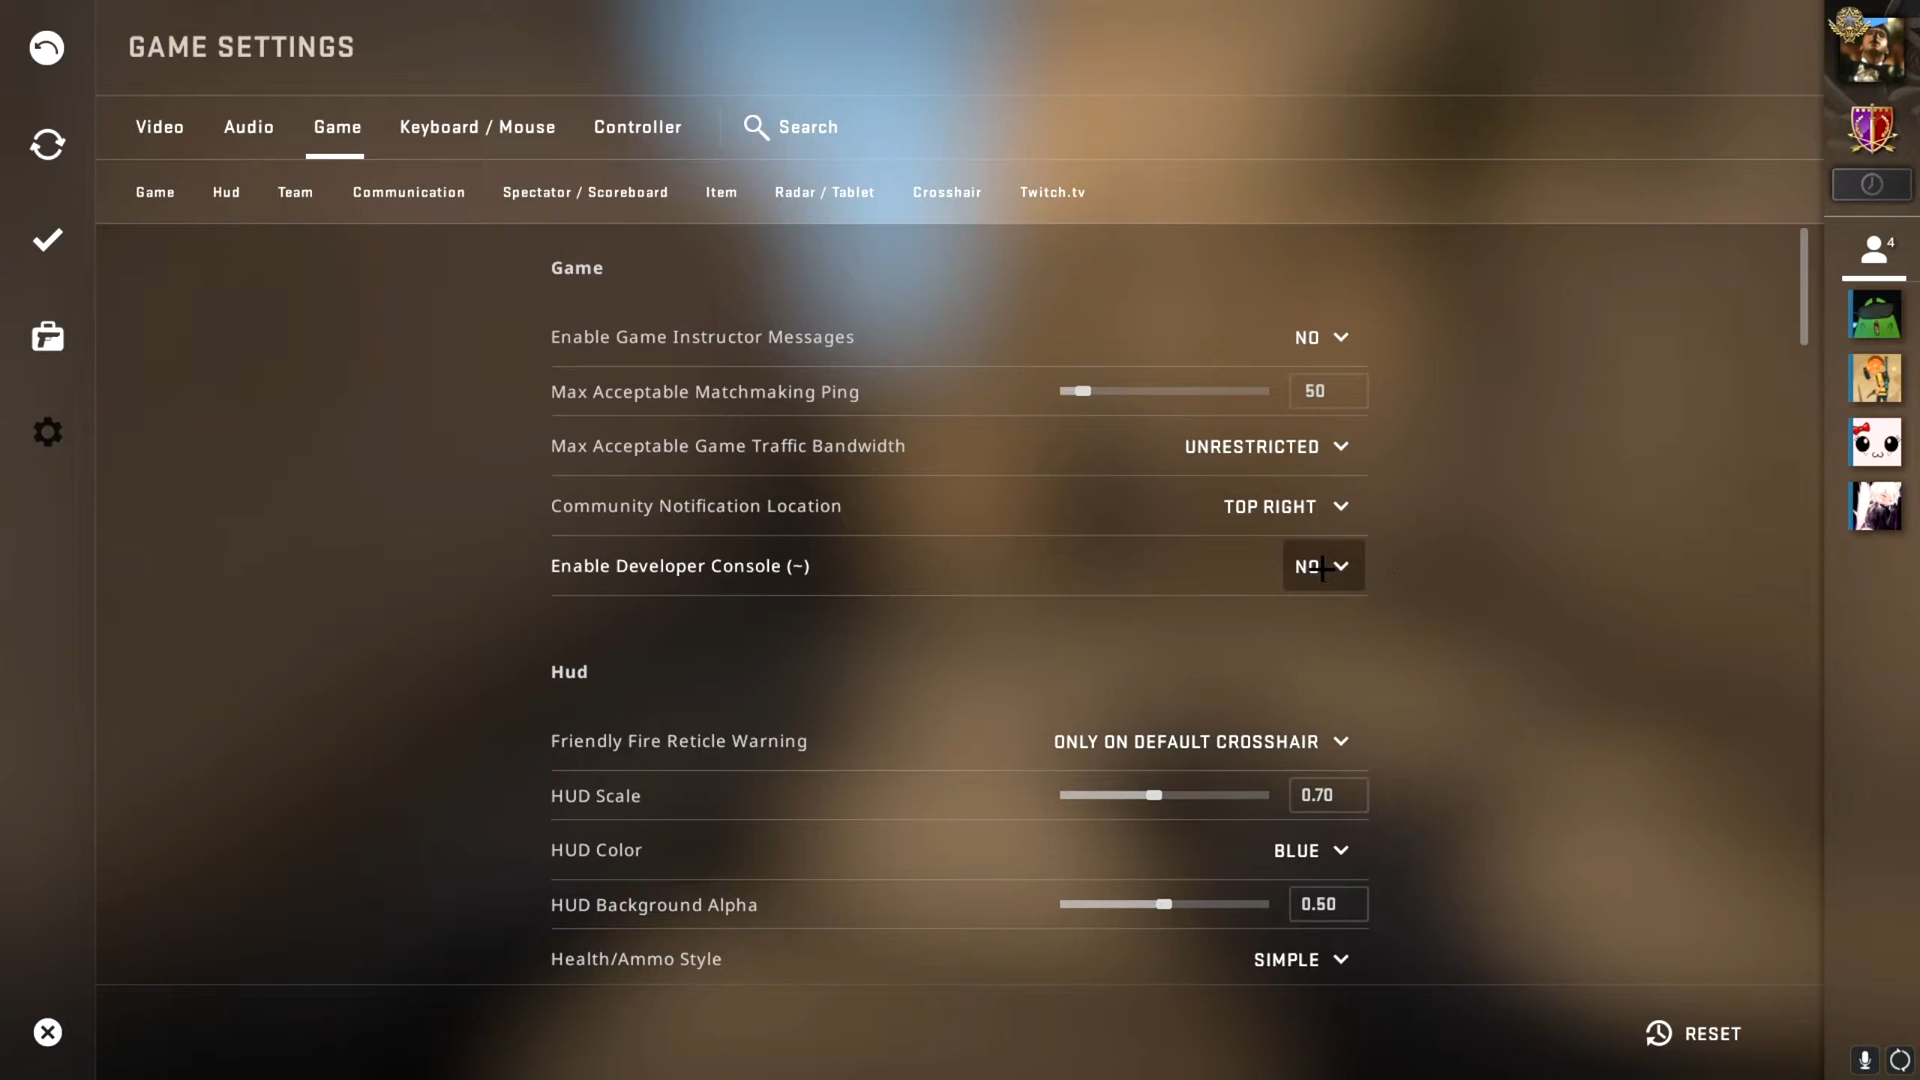 GAME SETTINGS
Video Audio Game Keyboard / Mouse Controller Search
Game Hud Team Communication Spectator / Scoreboard Item Radar / Tablet Crosshair Twitch.tv
4
Game
Enable Game Instructor Messages NO
Max Acceptable Matchmaking Ping 50
Max Acceptable Game Traffic Bandwidth UNRESTRICTED
Community Notification Location TOP RIGHT
Enable Developer Console (~) NO
Hud
Friendly Fire Reticle Warning ONLY ON DEFAULT CROSSHAIR
HUD Scale 0.70
HUD Color BLUE
HUD Background Alpha 0.50
Health/Ammo Style SIMPLE
RESET